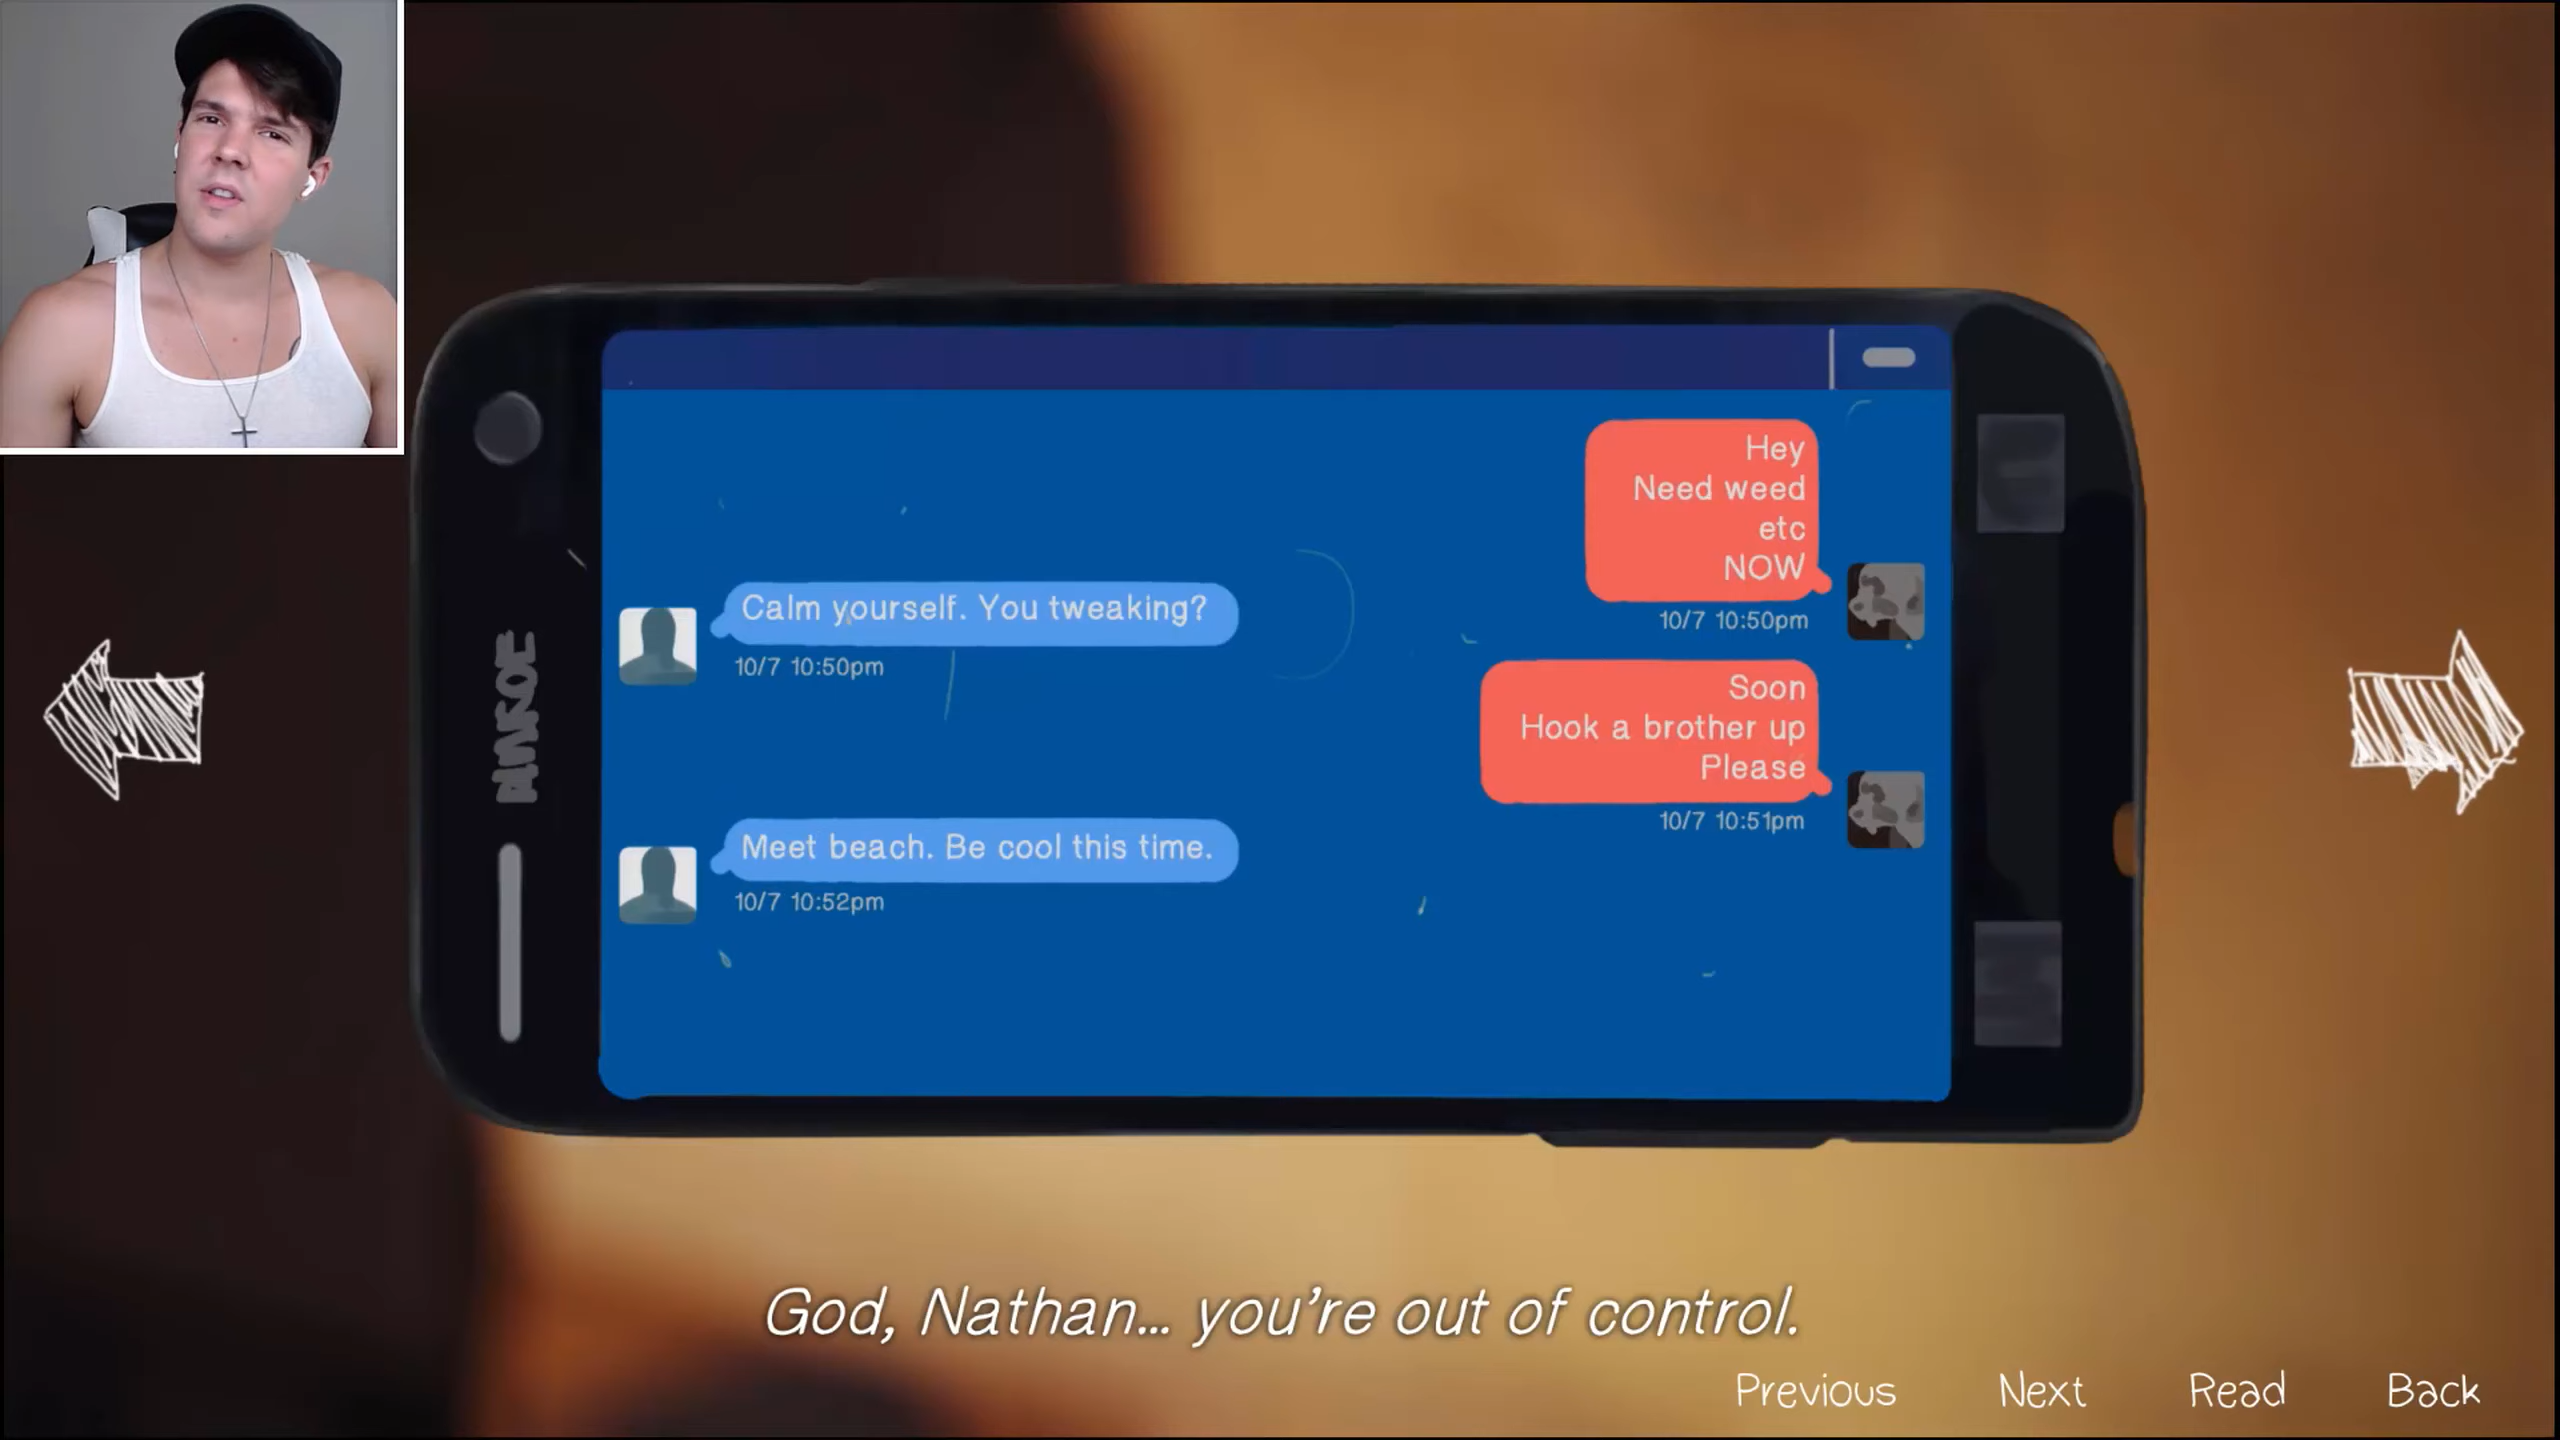 Hey
Need weed
etc
NOW
10/7 10:50pm
Calm yourself. You tweaking?
10/7 10:50pm
Soon
Hook a brother up
Please
10/7 10:51pm
Meet beach. Be cool this time.
10/7 10:52pm
God, Nathan... you're out of control.
Previous Next Read Back